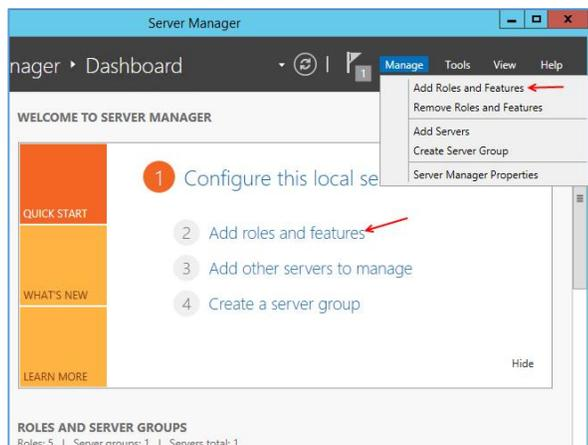 Server Manager
nager ‣ Dashboard
1
Manage Tools View Help
Add Roles and Features
Remove Roles and Features
Add Servers
Create Server Group
Server Manager Properties
WELCOME TO SERVER MANAGER
QUICK START
WHAT'S NEW
LEARN MORE
1 Configure this local se
2 Add roles and features
3 Add other servers to manage
4 Create a server group
Hide
ROLES AND SERVER GROUPS
Roles: 5 | Server groups: 1 | Servers total: 1